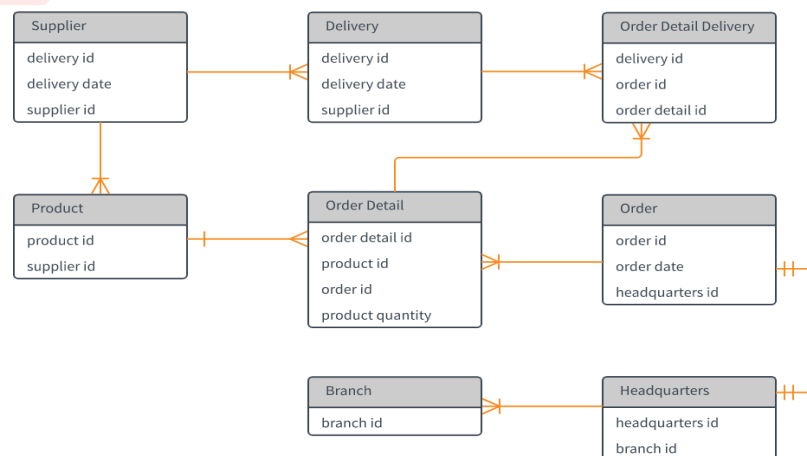 Supplier
delivery id
delivery date
supplier id
Delivery
delivery id
delivery date
supplier id
Order Detail Delivery
delivery id
order id
order detail id
Product
product id
supplier id
Order Detail
order detail id
product id
order id
product quantity
Order
order id
order date
headquarters id
Branch
branch id
Headquarters
headquarters id
branch id